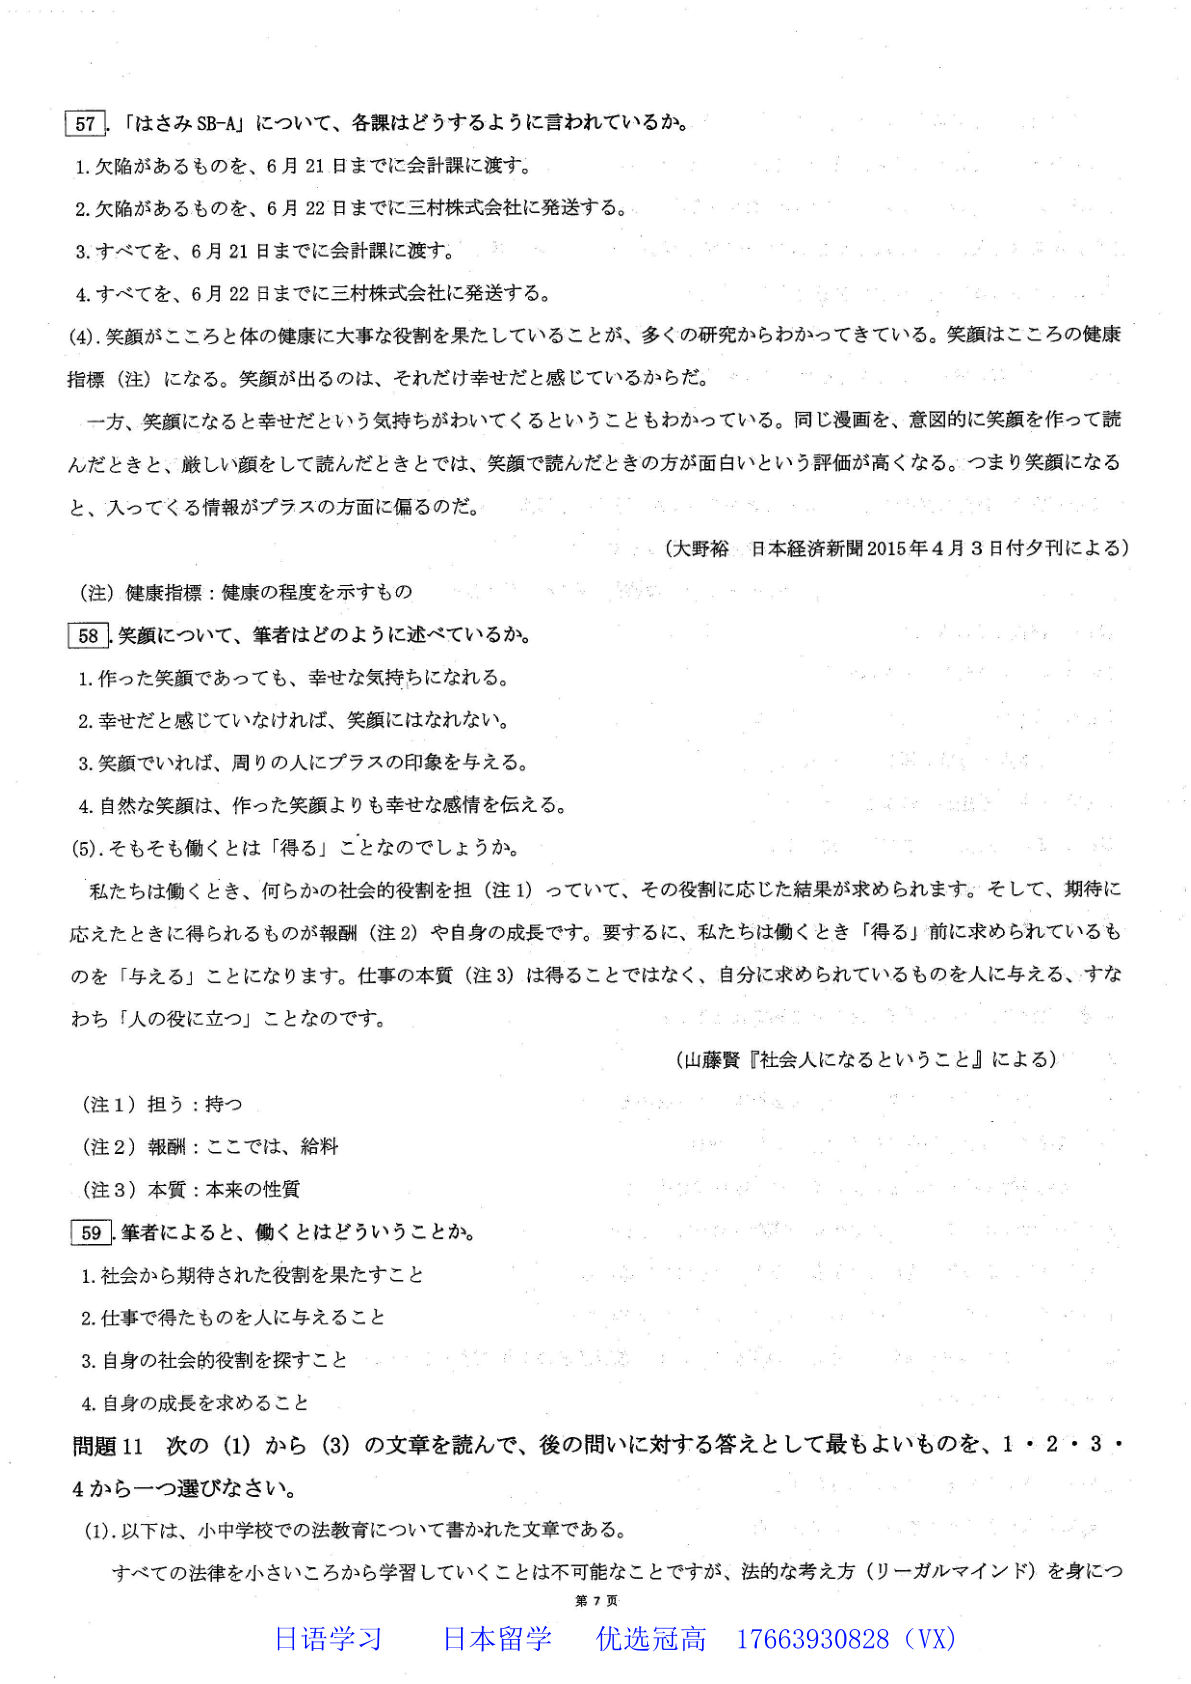 57.「はさみ SB-A」について、各課はどうするように言われているか。
1. 欠陥があるものを、6 月 21 日までに会計課に渡す。
2. 欠陥があるものを、6 月 22 日までに三村株式会社に発送する。
3. すべてを、6 月 21 日までに会計課に渡す。
4. すべてを、6 月 22 日までに三村株式会社に発送する。
(4). 笑顔がこころと体の健康に大事な役割を果たしていることが、多くの研究からわかってきている。笑顔はこころの健康
指標（注）になる。笑顔が出るのは、それだけ幸せだと感じているからだ。
一方、笑顔になると幸せだという気持ちがわいてくるということもわかっている。同じ漫画を、意図的に笑顔を作って読
んだときと、厳しい顔をして読んだときとでは、笑顔で読んだときの方が面白いという評価が高くなる。つまり笑顔になる
と、入ってくる情報がプラスの方面に偏るのだ。
（大野裕　日本経済新聞 2015 年 4 月 3 日付夕刊による）
（注）健康指標：健康の程度を示すもの
58. 笑顔について、筆者はどのように述べているか。
1. 作った笑顔であっても、幸せな気持ちになれる。
2. 幸せだと感じていなければ、笑顔にはなれない。
3. 笑顔でいれば、周りの人にプラスの印象を与える。
4. 自然な笑顔は、作った笑顔よりも幸せな感情を伝える。
(5). そもそも働くとは「得る」ことなのでしょうか。
私たちは働くとき、何らかの社会的役割を担（注 1）っていて、その役割に応じた結果が求められます。そして、期待に
応えたときに得られるものが報酬（注 2）や自身の成長です。要するに、私たちは働くとき「得る」前に求められているも
のを「与える」ことになります。仕事の本質（注 3）は得ることではなく、自分に求められているものを人に与える、すな
わち「人の役に立つ」ことなのです。
（山藤賢『社会人になるということ』による）
（注 1）担う：持つ
（注 2）報酬：ここでは、給料
（注 3）本質：本来の性質
59. 筆者によると、働くとはどういうことか。
1. 社会から期待された役割を果たすこと
2. 仕事で得たものを人に与えること
3. 自身の社会的役割を探すこと
4. 自身の成長を求めること
問題 11　次の（1）から（3）の文章を読んで、後の問いに対する答えとして最もよいものを、1 ・ 2 ・ 3 ・
4 から一つ選びなさい。
(1). 以下は、小中学校での法教育について書かれた文章である。
すべての法律を小さいころから学習していくことは不可能なことですが、法的な考え方（リーガルマインド）を身につ
第 7 页
日语学习　　日本留学　　优选冠高　17663930828（VX）